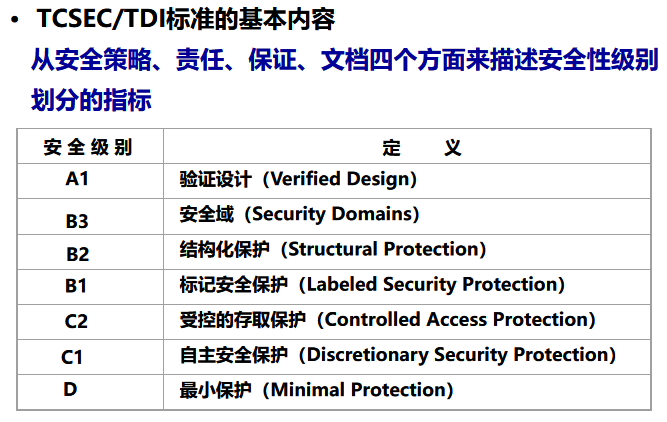 • TCSEC/TDI标准的基本内容
从安全策略、责任、保证、文档四个方面来描述安全性级别
划分的指标
安 全 级 别 定 义
A1 验证设计（Verified Design）
B3 安全域（Security Domains）
B2 结构化保护（Structural Protection）
B1 标记安全保护（Labeled Security Protection）
C2 受控的存取保护（Controlled Access Protection）
C1 自主安全保护（Discretionary Security Protection）
D 最小保护（Minimal Protection）